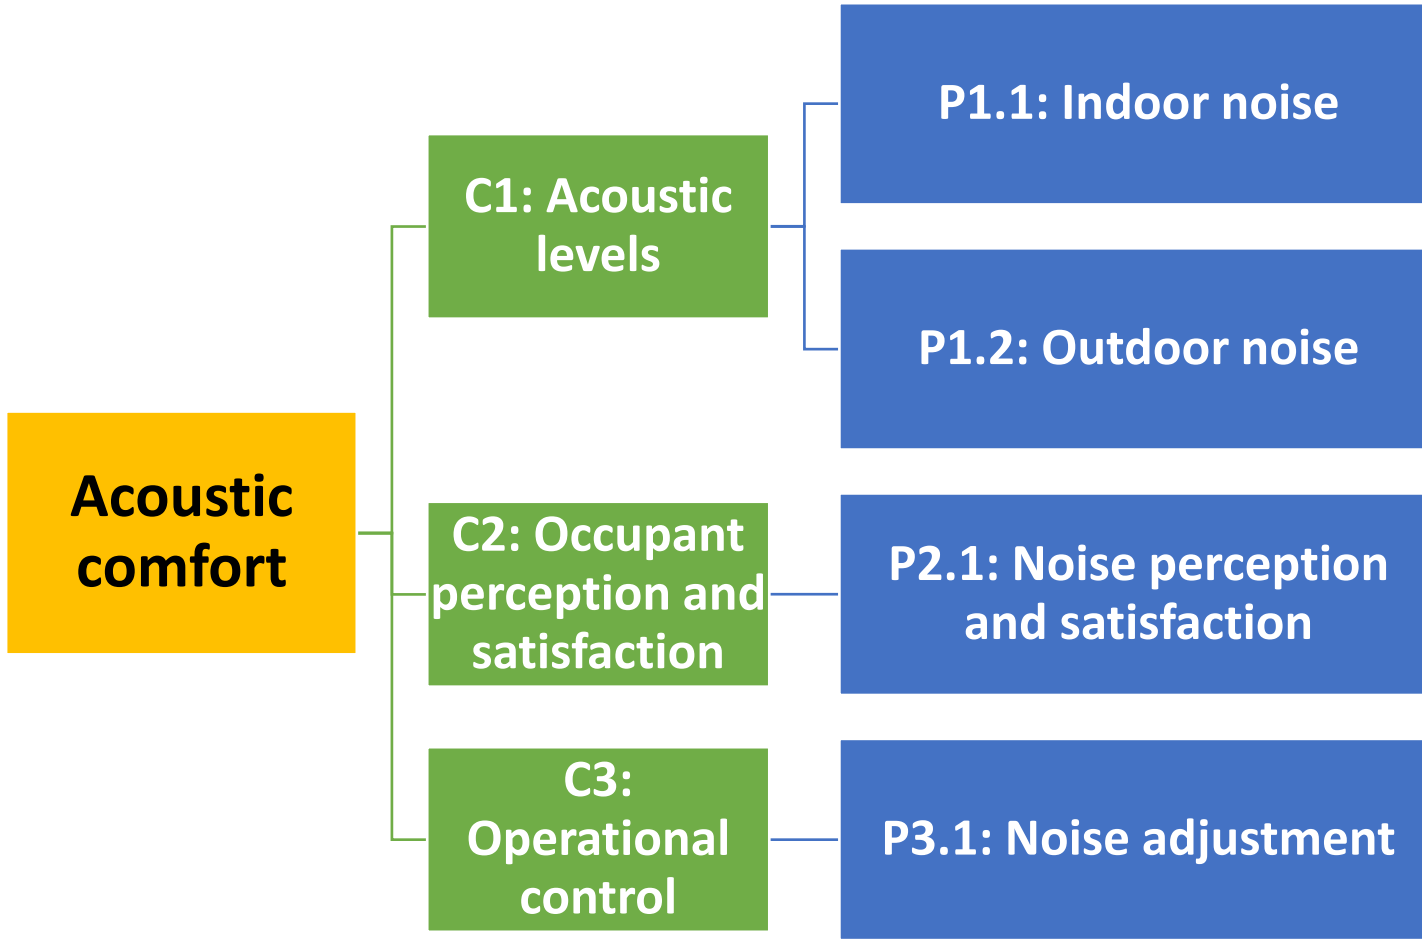 Acoustic
comfort
C1: Acoustic
levels
P1.1: Indoor noise
P1.2: Outdoor noise
C2: Occupant
perception and
satisfaction
P2.1: Noise perception
and satisfaction
C3:
Operational
control
P3.1: Noise adjustment